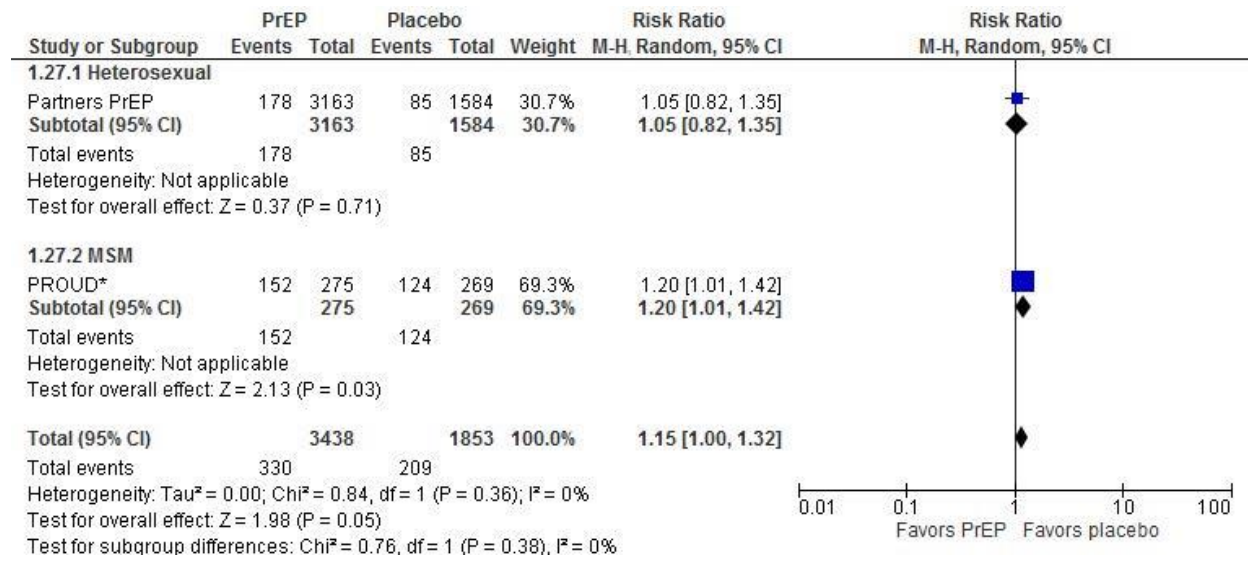 PrEP Placebo Risk Ratio Risk Ratio
Study or Subgroup Events Total Events Total Weight M-H, Random, 95% CI M-H, Random, 95% CI
1.27.1 Heterosexual
Partners PrEP 178 3163 85 1584 30.7% 1.05 [0.82, 1.35]
Subtotal (95% CI) 3163 1584 30.7% 1.05 [0.82, 1.35]
Total events 178 85
Heterogeneity: Not applicable
Test for overall effect: Z = 0.37 (P = 0.71)
1.27.2 MSM
PROUD* 152 275 124 269 69.3% 1.20 [1.01, 1.42]
Subtotal (95% CI) 275 269 69.3% 1.20 [1.01, 1.42]
Total events 152 124
Heterogeneity: Not applicable
Test for overall effect: Z = 2.13 (P = 0.03)
Total (95% CI) 3438 1853 100.0% 1.15 [1.00, 1.32]
Total events 330 209
Heterogeneity: Tau² = 0.00; Chi² = 0.84, df = 1 (P = 0.36); I² = 0%
Test for overall effect: Z = 1.98 (P = 0.05)
Test for subgroup differences: Chi² = 0.76, df = 1 (P = 0.38), I² = 0%
0.01 0.1 1 10 100
Favors PrEP Favors placebo